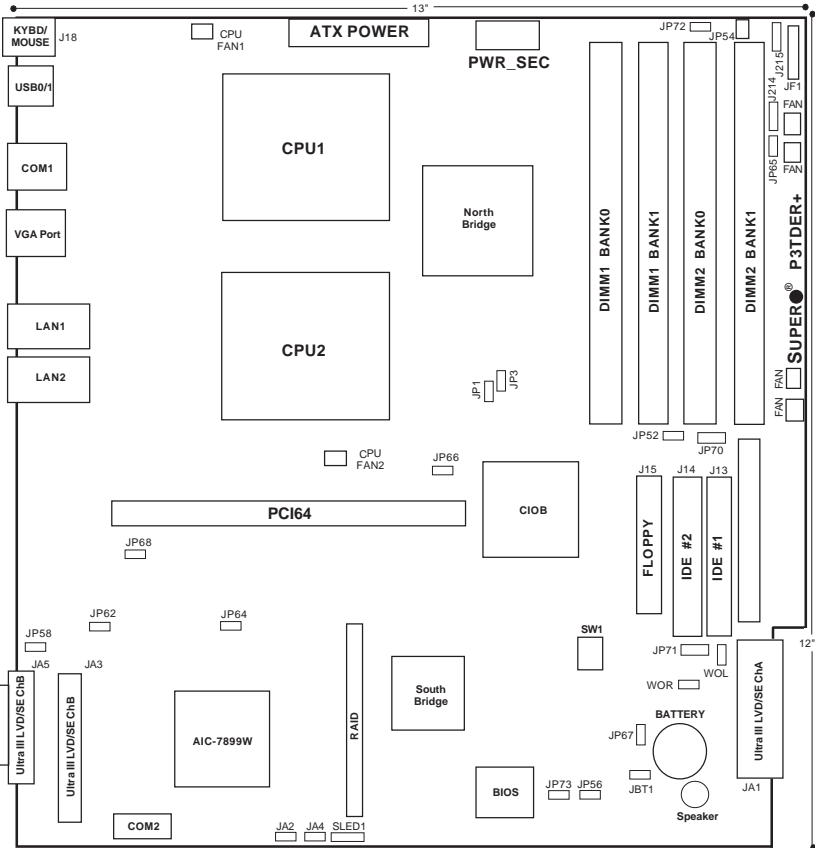 13"
KYBD/
MOUSE
J18
CPU
FAN1
ATX POWER
PWR_SEC
JP72
JP54
J215
JF1
USB0/1
J214
FAN
JP65
FAN
CPU1
COM1
VGA Port
North
Bridge
DIMM1 BANK0
DIMM1 BANK1
DIMM2 BANK0
DIMM2 BANK1
SUPER® P3TDER+
LAN1
LAN2
CPU2
JP1
JP3
FAN
FAN
CPU
FAN2
JP66
JP52
JP70
J15
J14
J13
PCI64
CIOB
FLOPPY
IDE #2
IDE #1
JP68
JP62
JP64
JP58
SW1
12"
JP71
WOL
JA5
JA3
WOR
Ultra III LVD/SE ChB
Ultra III LVD/SE ChB
AIC-7899W
RAID
South
Bridge
BATTERY
Ultra III LVD/SE ChA
JP67
BIOS
JP73
JP56
JBT1
JA1
Speaker
COM2
JA2
JA4
SLED1